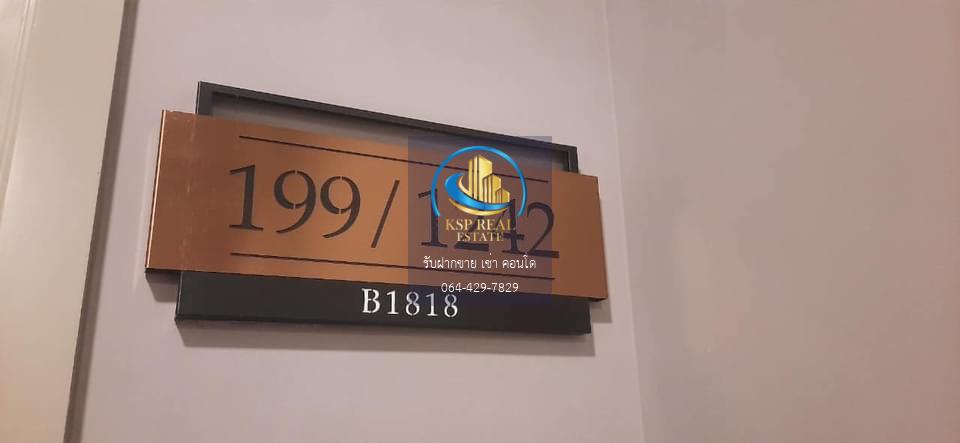 199/1242
KSP REAL
ESTATE
รับฝากขาย เช่า คอนโด
064-429-7829
B1818